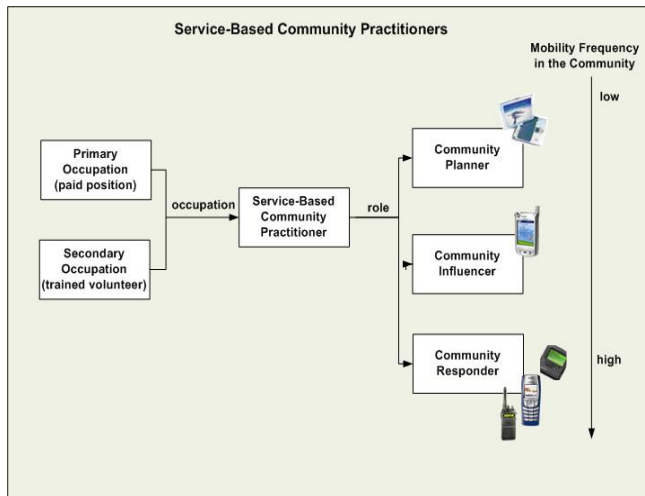 Service-Based Community Practitioners
Mobility Frequency
in the Community
low
Primary
Occupation
(paid position)
Secondary
Occupation
(trained volunteer)
occupation
Service-Based
Community
Practitioner
role
Community
Planner
Community
Influencer
Community
Responder
high